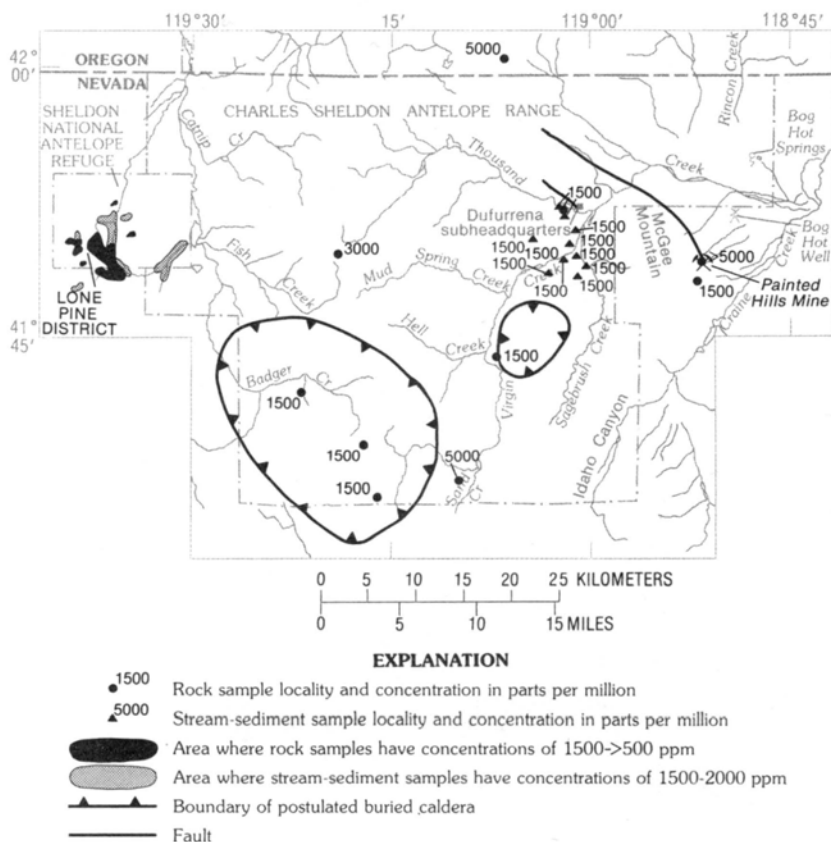 119°30' 15' 119°00' 118°45'
42°
00'
OREGON
NEVADA
5000
Rincon Creek
SHELDON
NATIONAL
ANTELOPE
REFUGE
CHARLES SHELDON ANTELOPE RANGE
Catnip
Cr
Thousand
Creek
Bog
Hot
Springs
1500
Dufurrena
subheadquarters
1500
1500
1500
1500
1500
1500
1500
1500
McGee
Mountain
Bog
Hot
Well
>5000
Painted
Hills Mine
1500
3000
Fish
Creek
Mud
Spring
Creek
Creek
Craine
Creek
LONE
PINE
DISTRICT
41°
45'
Hell
Creek
1500
Virgin
Sagebrush Creek
Badger
Cr
1500
1500
1500
5000
Sand
Cr
Idaho Canyon
0 5 10 15 20 25 KILOMETERS
0 5 10 15 MILES
EXPLANATION
1500
Rock sample locality and concentration in parts per million
5000
Stream-sediment sample locality and concentration in parts per million
Area where rock samples have concentrations of 1500->500 ppm
Area where stream-sediment samples have concentrations of 1500-2000 ppm
Boundary of postulated buried caldera
Fault